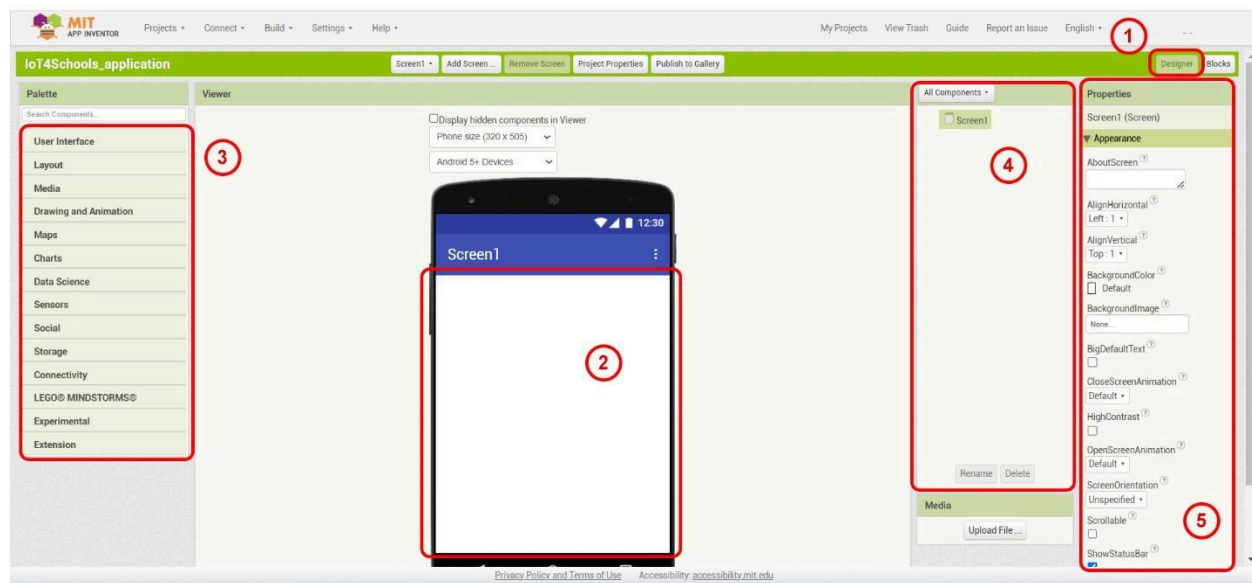 MIT
APP INVENTOR
Projects
Connect
Build
Settings
Help
My Projects
View Trash
Guide
Report an Issue
English
1
IoT4Schools_application
Screen1
Add Screen ...
Remove Screen
Project Properties
Publish to Gallery
Designer
Blocks
Palette
Search Components...
User Interface
Layout
Media
Drawing and Animation
Maps
Charts
Data Science
Sensors
Social
Storage
Connectivity
LEGO® MINDSTORMS®
Experimental
Extension
3
Viewer
Display hidden components in Viewer
Phone size (320 x 505)
Android 5+ Devices
12:30
Screen1
2
All Components
Screen1
4
Rename Delete
Media
Upload File ...
Properties
Screen1 (Screen)
Appearance
AboutScreen ?
AlignHorizontal ?
Left : 1
AlignVertical ?
Top : 1
BackgroundColor ?
Default
BackgroundImage ?
None...
BigDefaultText ?
CloseScreenAnimation ?
Default
HighContrast ?
OpenScreenAnimation ?
Default
ScreenOrientation ?
Unspecified
Scrollable ?
5
ShowStatusBar ?
Privacy Policy and Terms of Use Accessibility: accessibility.mit.edu